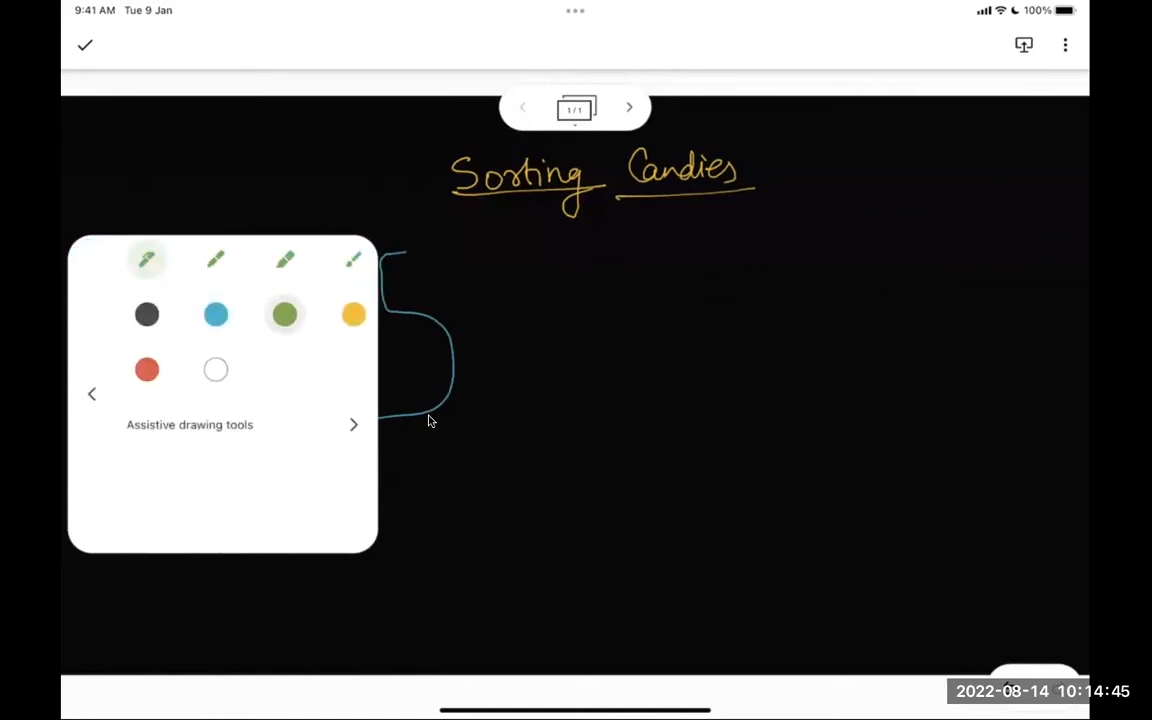 9:41 AM Tue 9 Jan
100%
1/1
Sorting Candies
Assistive drawing tools
2022-08-14 10:14:45